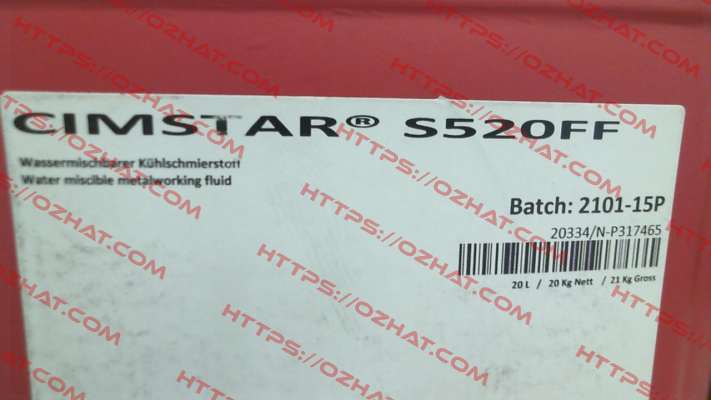 CIMSTAR® S520FF
Wassermischbarer Kühlschmierstoff
Water miscible metalworking fluid
Batch: 2101-15P
20334/N-P317465
20 L / 20 Kg Nett / 21 Kg Gross
HTTPS://OZHAT.COM